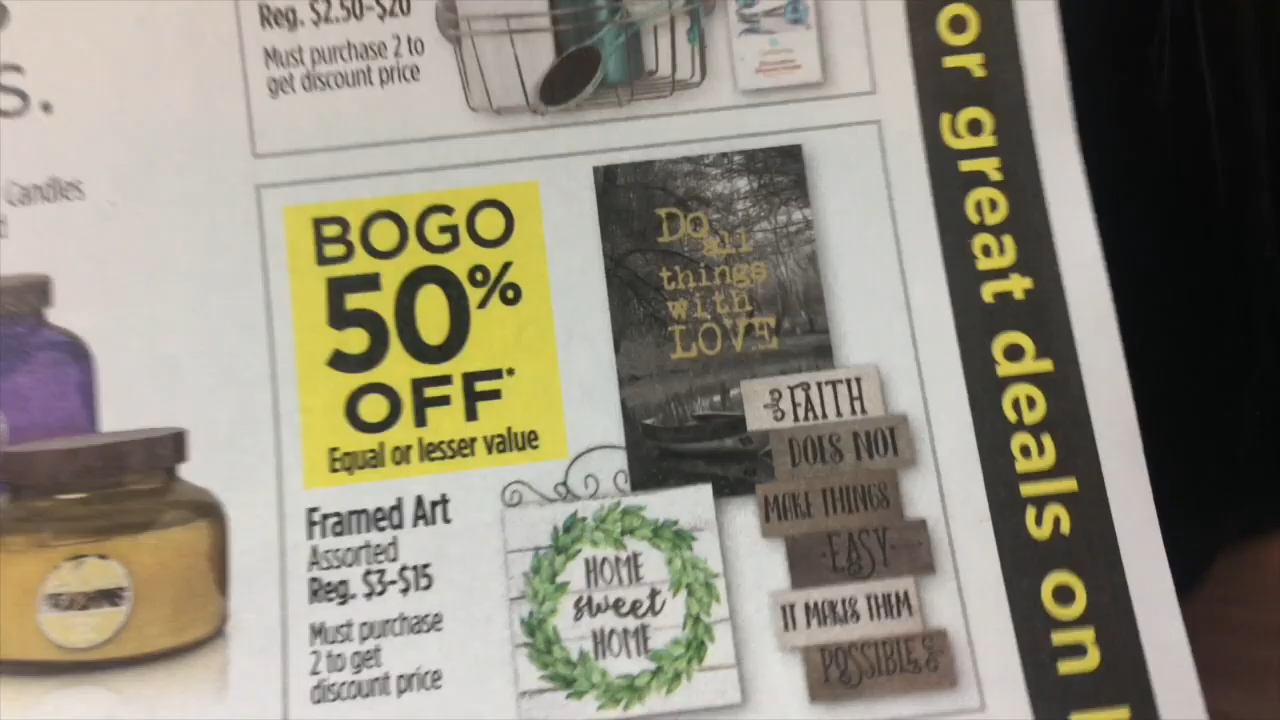 Reg. $2.50-$20
Must purchase 2 to
get discount price
s.
Candles
BOGO
50%
OFF*
Equal or lesser value
Framed Art
Assorted
Reg. $3-$15
Must purchase
2 to get
discount price
DO
all
things
with
LOVE
FAITH
DOES NOT
MAKE THINGS
EASY
IT MAKES THEM
POSSIBLE
HOME
sweet
HOME
or great deals on